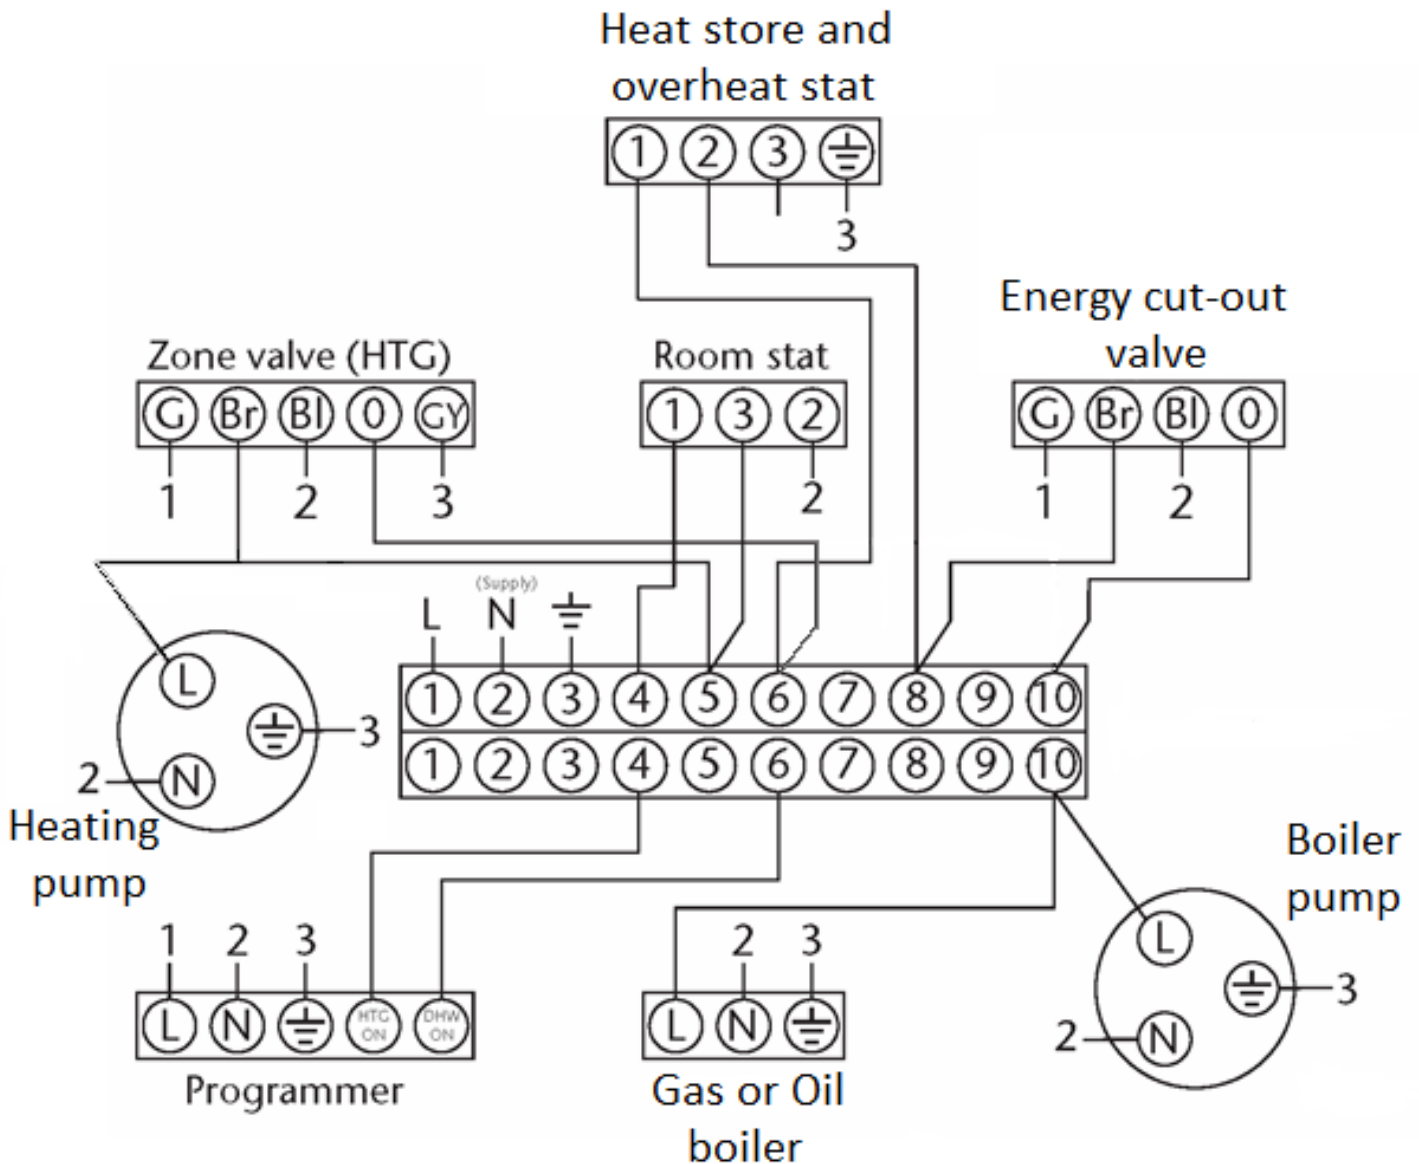 Heat store and
overheat stat
1 2 3
3
Energy cut-out
valve
Zone valve (HTG)
G Br Bl 0 GY
1 2 3
Room stat
1 3 2
2
G Br Bl 0
1 2
(Supply)
L N
1 2 3 4 5 6 7 8 9 10
1 2 3 4 5 6 7 8 9 10
L
3
2 N
Heating
pump
Boiler
pump
L
3
2 N
1 2 3
L N HTG ON DHW ON
Programmer
2 3
L N
Gas or Oil
boiler